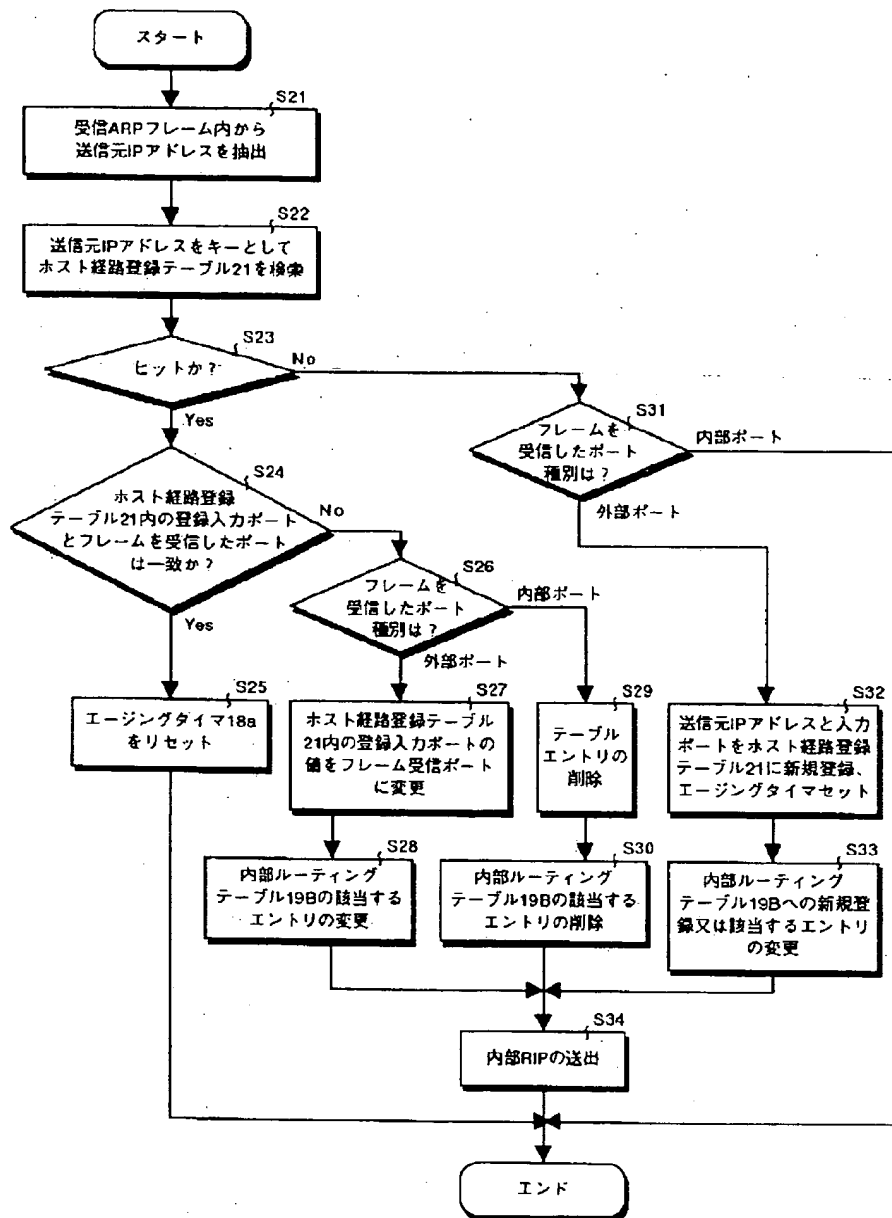 スタート
S21
受信ARPフレーム内から
送信元IPアドレスを抽出
S22
送信元IPアドレスをキーとして
ホスト経路登録テーブル21を検索
S23
ヒットか？
No
Yes
S31
フレームを
受信したポート
種別は？
内部ポート
外部ポート
S24
ホスト経路登録
テーブル21内の登録入力ポート
とフレームを受信したポート
は一致か？
No
Yes
S26
フレームを
受信したポート
種別は？
内部ポート
外部ポート
S25
エージングタイマ18a
をリセット
S27
ホスト経路登録テーブル
21内の登録入力ポートの
値をフレーム受信ポート
に変更
S29
テーブル
エントリの
削除
S32
送信元IPアドレスと入力
ポートをホスト経路登録
テーブル21に新規登録、
エージングタイマセット
S28
内部ルーティング
テーブル19Bの該当する
エントリの変更
S30
内部ルーティング
テーブル19Bの該当する
エントリの削除
S33
内部ルーティング
テーブル19Bへの新規登
録又は該当するエントリ
の変更
S34
内部RIPの送出
エンド